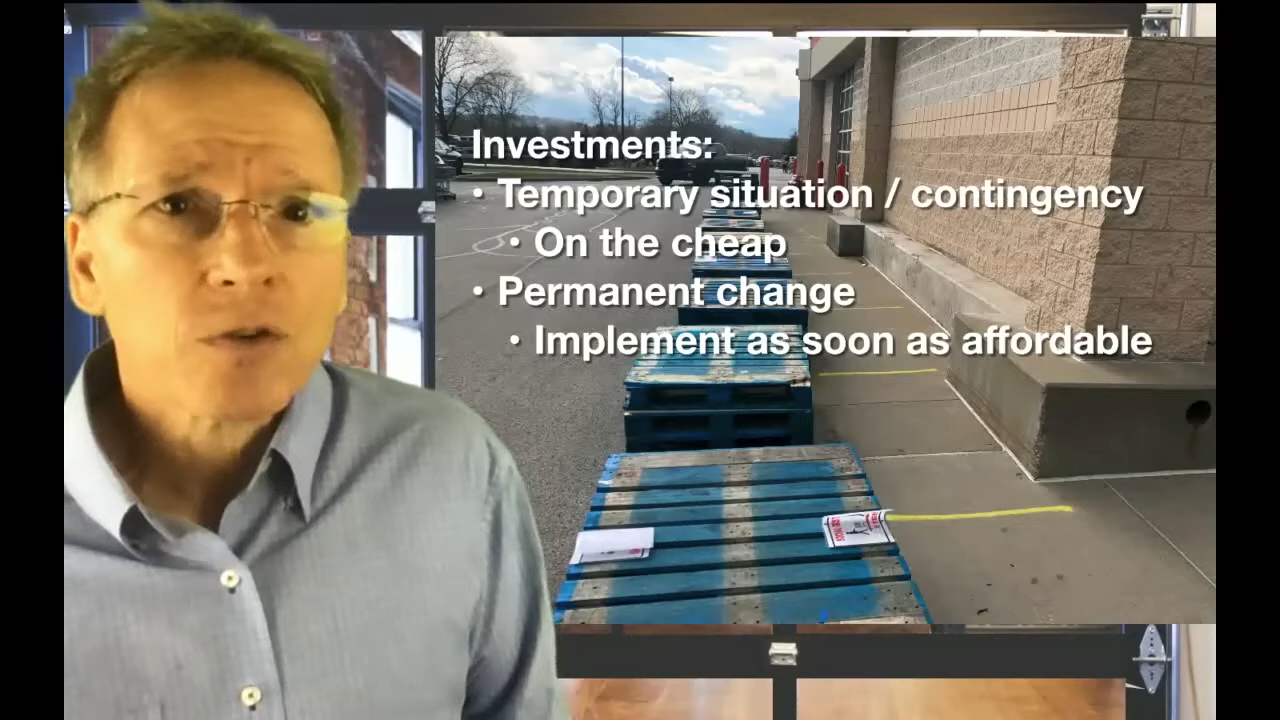 Investments:
• Temporary situation / contingency
• On the cheap
• Permanent change
• Implement as soon as affordable